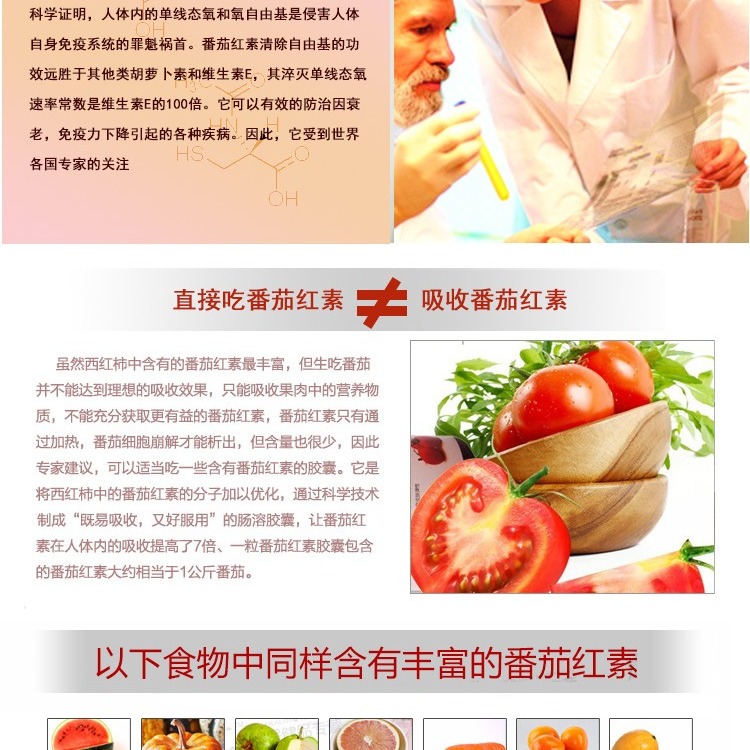 科学证明，人体内的单线态氧和氧自由基是侵害人体
自身免疫系统的罪魁祸首。番茄红素清除自由基的功
效远胜于其他类胡萝卜素和维生素E，其淬灭单线态氧
速率常数是维生素E的100倍。它可以有效的防治因衰
老，免疫力下降引起的各种疾病。因此，它受到世界
各国专家的关注
OH
H₃C
O
HN
H
HS
O
OH
直接吃番茄红素 ≠ 吸收番茄红素
虽然西红柿中含有的番茄红素最丰富，但生吃番茄
并不能达到理想的吸收效果，只能吸收果肉中的营养物
质，不能充分获取更有益的番茄红素，番茄红素只有通
过加热，番茄细胞崩解才能析出，但含量也很少，因此
专家建议，可以适当吃一些含有番茄红素的胶囊。它是
将西红柿中的番茄红素的分子加以优化，通过科学技术
制成“既易吸收，又好服用”的肠溶胶囊，让番茄红
素在人体内的吸收提高了7倍、一粒番茄红素胶囊包含
的番茄红素大约相当于1公斤番茄。
以下食物中同样含有丰富的番茄红素